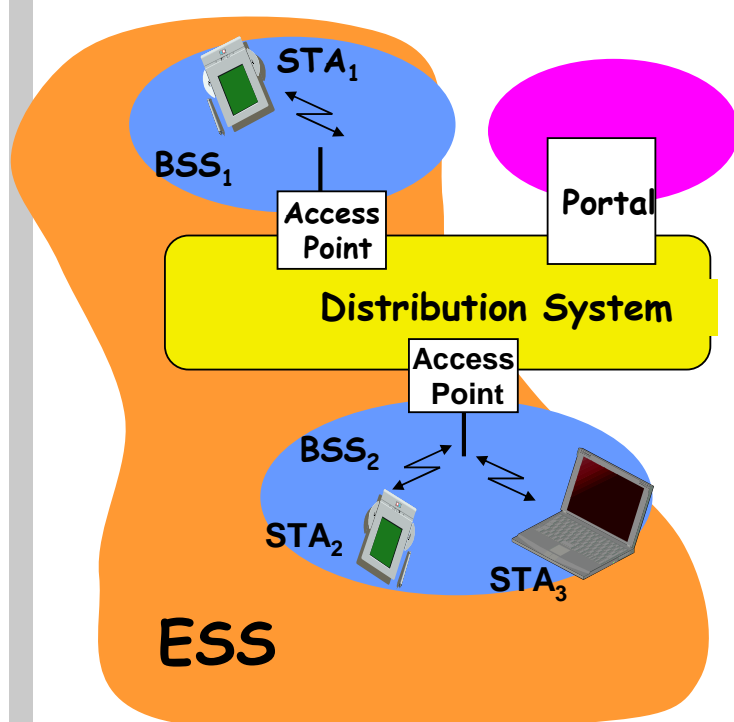 STA₁
BSS₁
Access
Point
Portal
Distribution System
Access
Point
BSS₂
STA₂
STA₃
ESS